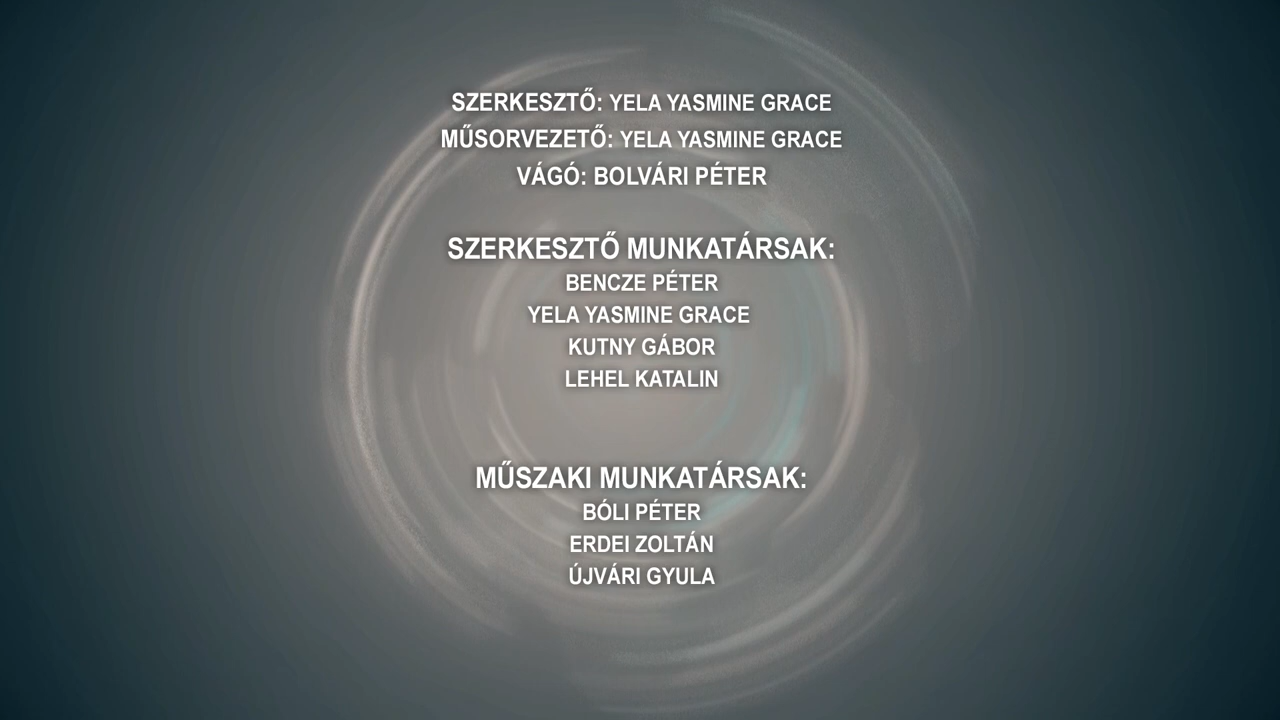 SZERKESZTŐ: YELA YASMINE GRACE
MŰSORVEZETŐ: YELA YASMINE GRACE
VÁGÓ: BOLVÁRI PÉTER
SZERKESZTŐ MUNKATÁRSAK:
BENCZE PÉTER
YELA YASMINE GRACE
KUTNY GÁBOR
LEHEL KATALIN
MŰSZAKI MUNKATÁRSAK:
BÓLI PÉTER
ERDEI ZOLTÁN
ÚJVÁRI GYULA